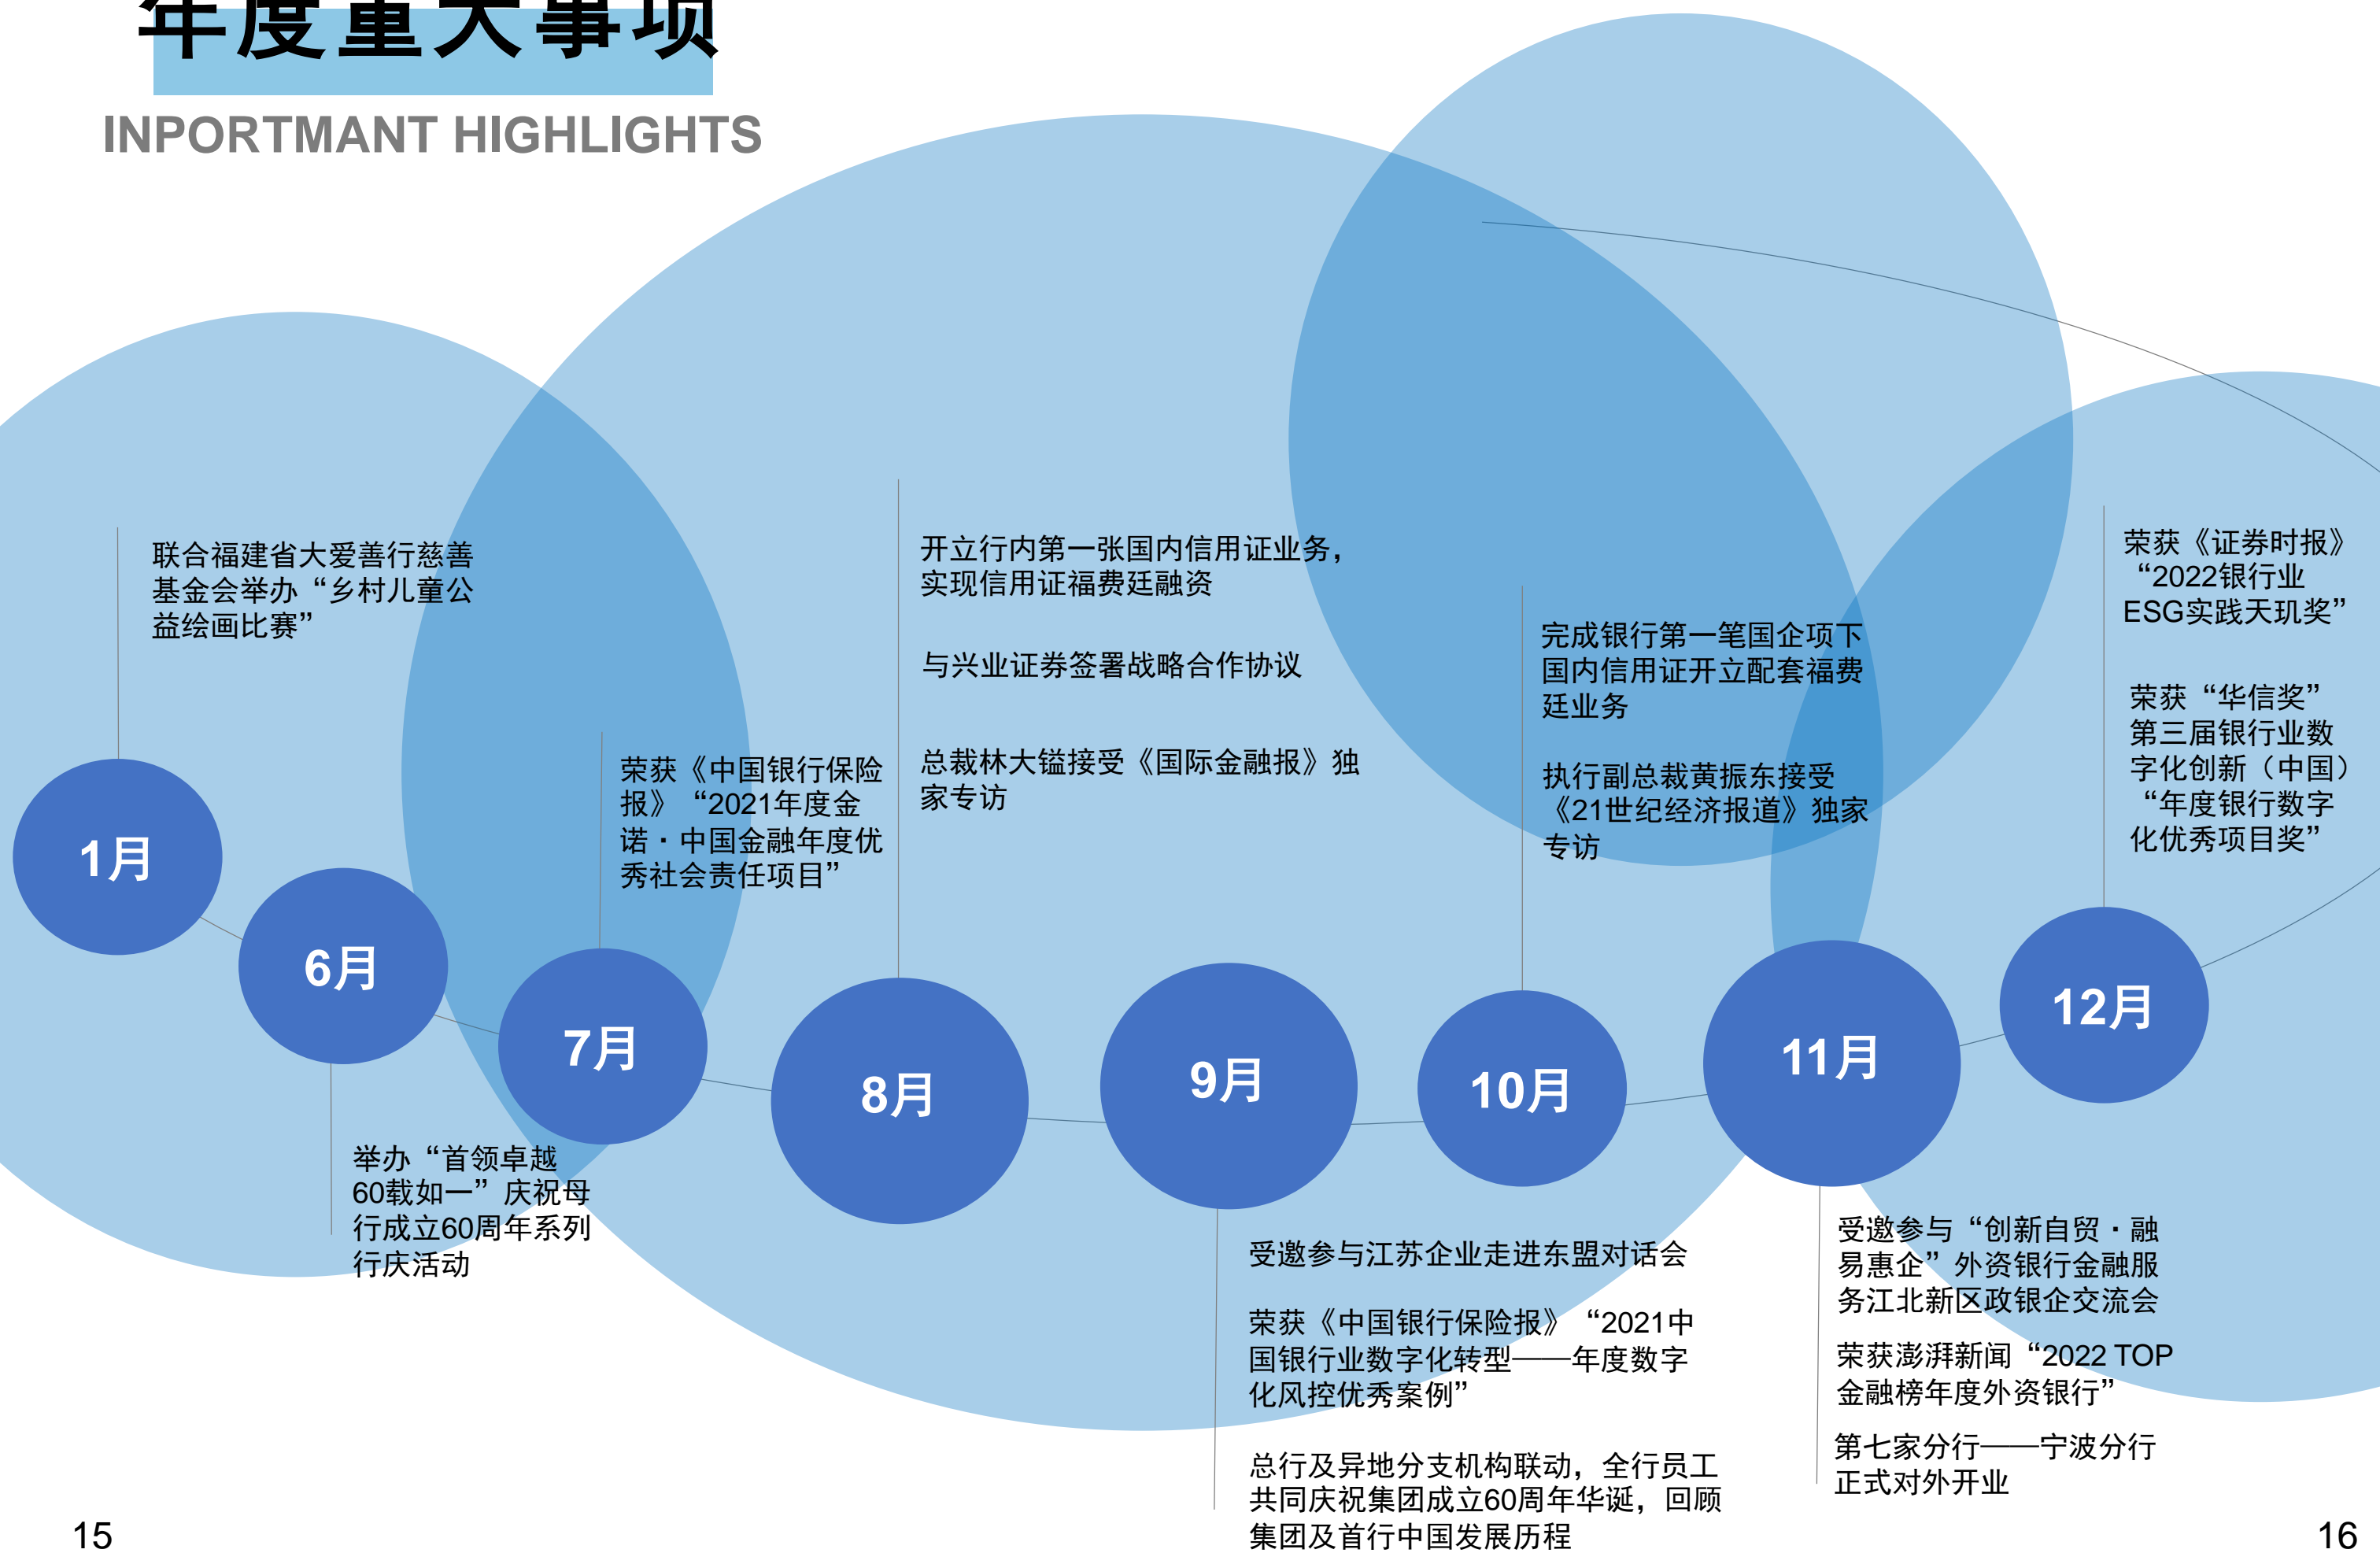 年度重大事项
INPORTMANT HIGHLIGHTS
1月
联合福建省大爱善行慈善
基金会举办“乡村儿童公
益绘画比赛”
6月
举办“首领卓越
60载如一”庆祝母
行成立60周年系列
行庆活动
7月
荣获《中国银行保险
报》“2021年度金
诺·中国金融年度优
秀社会责任项目”
8月
开立行内第一张国内信用证业务，
实现信用证福费廷融资
与兴业证券签署战略合作协议
总裁林大镒接受《国际金融报》独
家专访
9月
受邀参与江苏企业走进东盟对话会
荣获《中国银行保险报》“2021中
国银行业数字化转型——年度数字
化风控优秀案例”
总行及异地分支机构联动，全行员工
共同庆祝集团成立60周年华诞，回顾
集团及首行中国发展历程
10月
完成银行第一笔国企项下
国内信用证开立配套福费
廷业务
执行副总裁黄振东接受
《21世纪经济报道》独家
专访
11月
受邀参与“创新自贸·融
易惠企”外资银行金融服
务江北新区政银企交流会
荣获澎湃新闻“2022 TOP
金融榜年度外资银行”
第七家分行——宁波分行
正式对外开业
12月
荣获《证券时报》
“2022银行业
ESG实践天玑奖”
荣获“华信奖”
第三届银行业数
字化创新（中国）
“年度银行数字
化优秀项目奖”
15
16